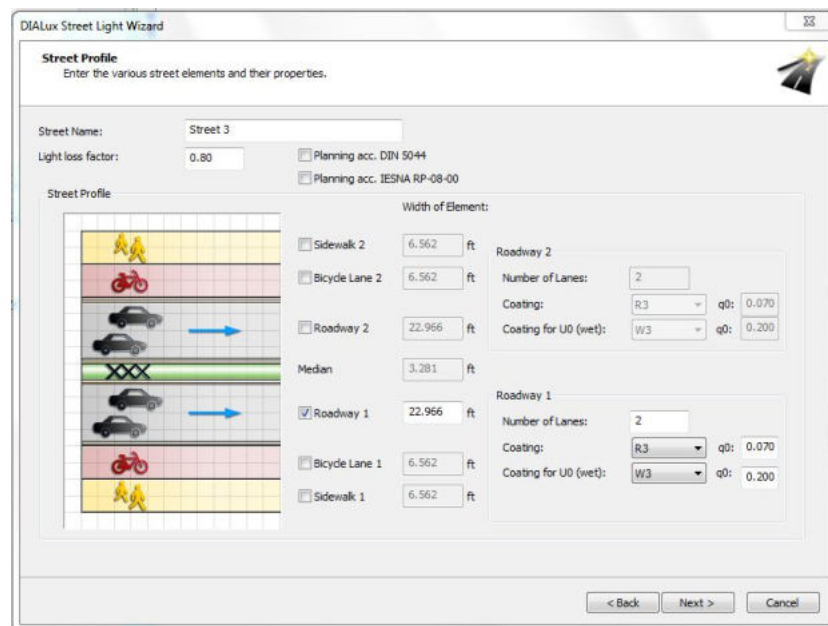 DIALux Street Light Wizard
Street Profile
Enter the various street elements and their properties.
Street Name: Street 3
Light loss factor: 0.80
Planning acc. DIN 5044
Planning acc. IESNA RP-08-00
Street Profile
Width of Element:
Sidewalk 2 6.562 ft
Bicycle Lane 2 6.562 ft
Roadway 2 22.966 ft
Median 3.281 ft
Roadway 1 22.966 ft
Bicycle Lane 1 6.562 ft
Sidewalk 1 6.562 ft
Roadway 2
Number of Lanes: 2
Coating: R3 q0: 0.070
Coating for U0 (wet): W3 q0: 0.200
Roadway 1
Number of Lanes: 2
Coating: R3 q0: 0.070
Coating for U0 (wet): W3 q0: 0.200
XXX
< Back Next > Cancel